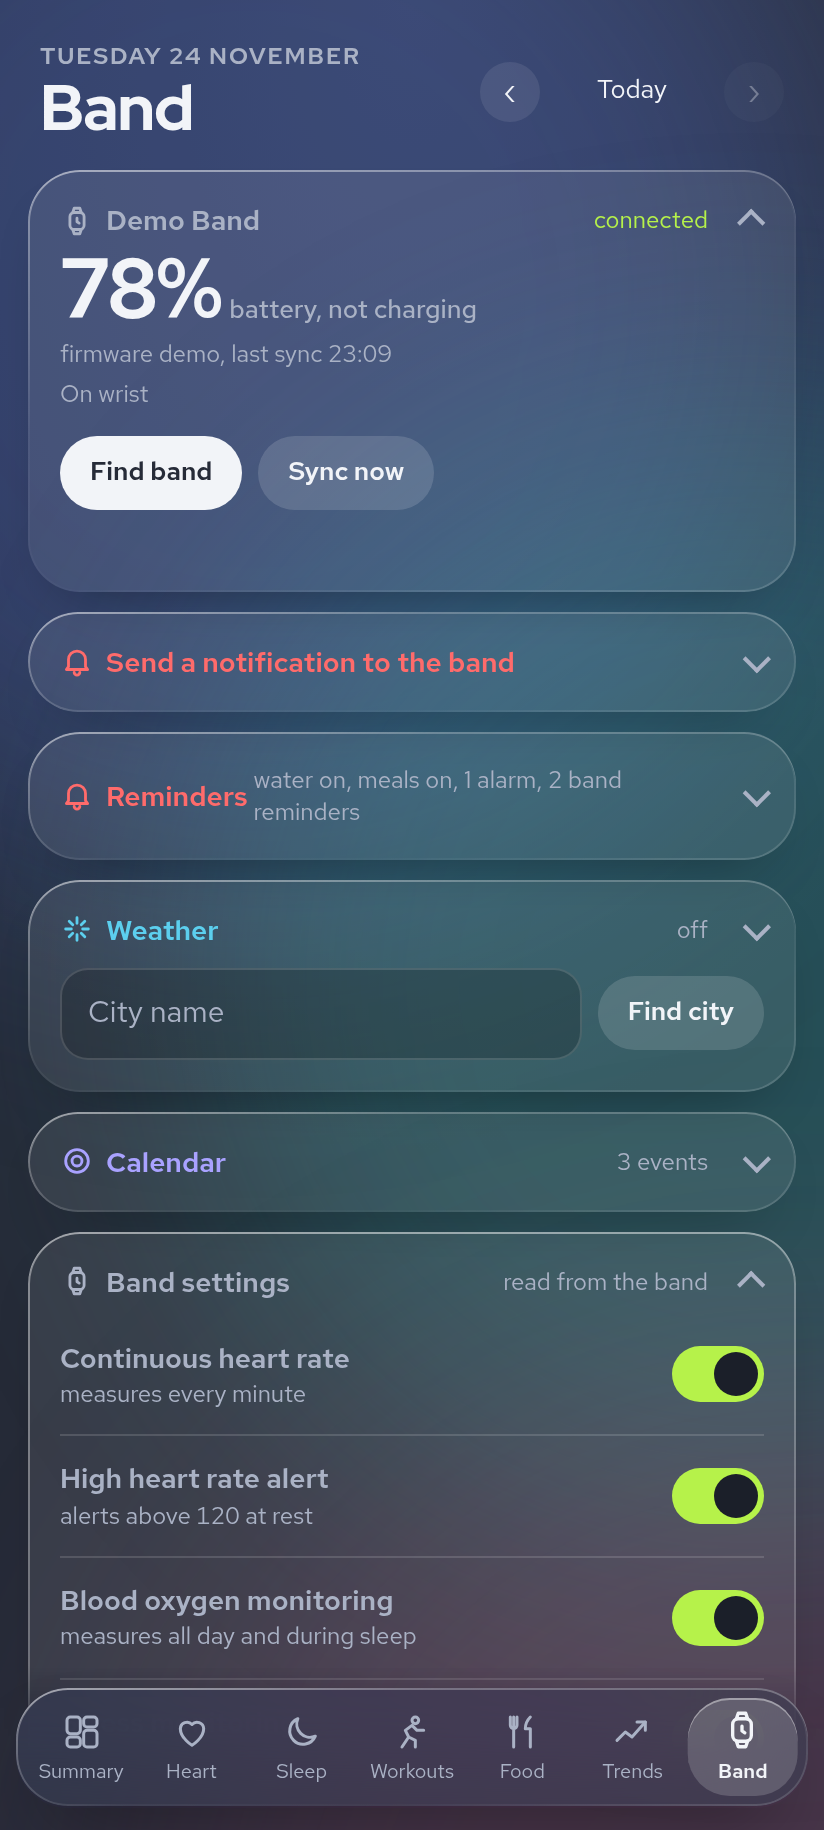 TUESDAY 24 NOVEMBER
Band
Today
Demo Band
connected
78% battery, not charging
firmware demo, last sync 23:09
On wrist
Find band
Sync now
Send a notification to the band
Reminders
water on, meals on, 1 alarm, 2 band
reminders
Weather
off
City name
Find city
Calendar
3 events
Band settings
read from the band
Continuous heart rate
measures every minute
High heart rate alert
alerts above 120 at rest
Blood oxygen monitoring
measures all day and during sleep
Summary
Heart
Sleep
Workouts
Food
Trends
Band